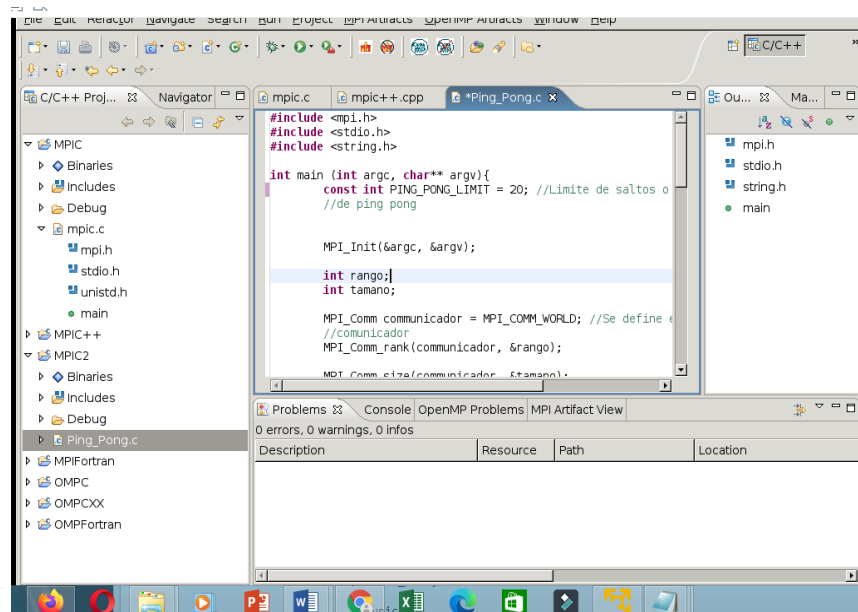 File Edit Refactor Navigate Search Run Project MPI Artifacts OpenMP Artifacts Window Help
C/C++
»
C/C++ Proj... Navigator
mpic.c mpic++.cpp *Ping_Pong.c
Ou... Ma...
MPIC
Binaries
Includes
Debug
mpic.c
mpi.h
stdio.h
unistd.h
main
MPIC++
MPIC2
Binaries
Includes
Debug
Ping_Pong.c
MPIFortran
OMPC
OMPCXX
OMPFortran
#include <mpi.h>
#include <stdio.h>
#include <string.h>
int main (int argc, char** argv){
const int PING_PONG_LIMIT = 20; //Limite de saltos o
//de ping pong
MPI_Init(&argc, &argv);
int rango;
int tamano;
MPI_Comm communicador = MPI_COMM_WORLD; //Se define e
//comunicador
MPI_Comm_rank(communicador, &rango);
MPI_Comm_size(communicador, &tamano);
mpi.h
stdio.h
string.h
main
Problems Console OpenMP Problems MPI Artifact View
0 errors, 0 warnings, 0 infos
Description Resource Path Location